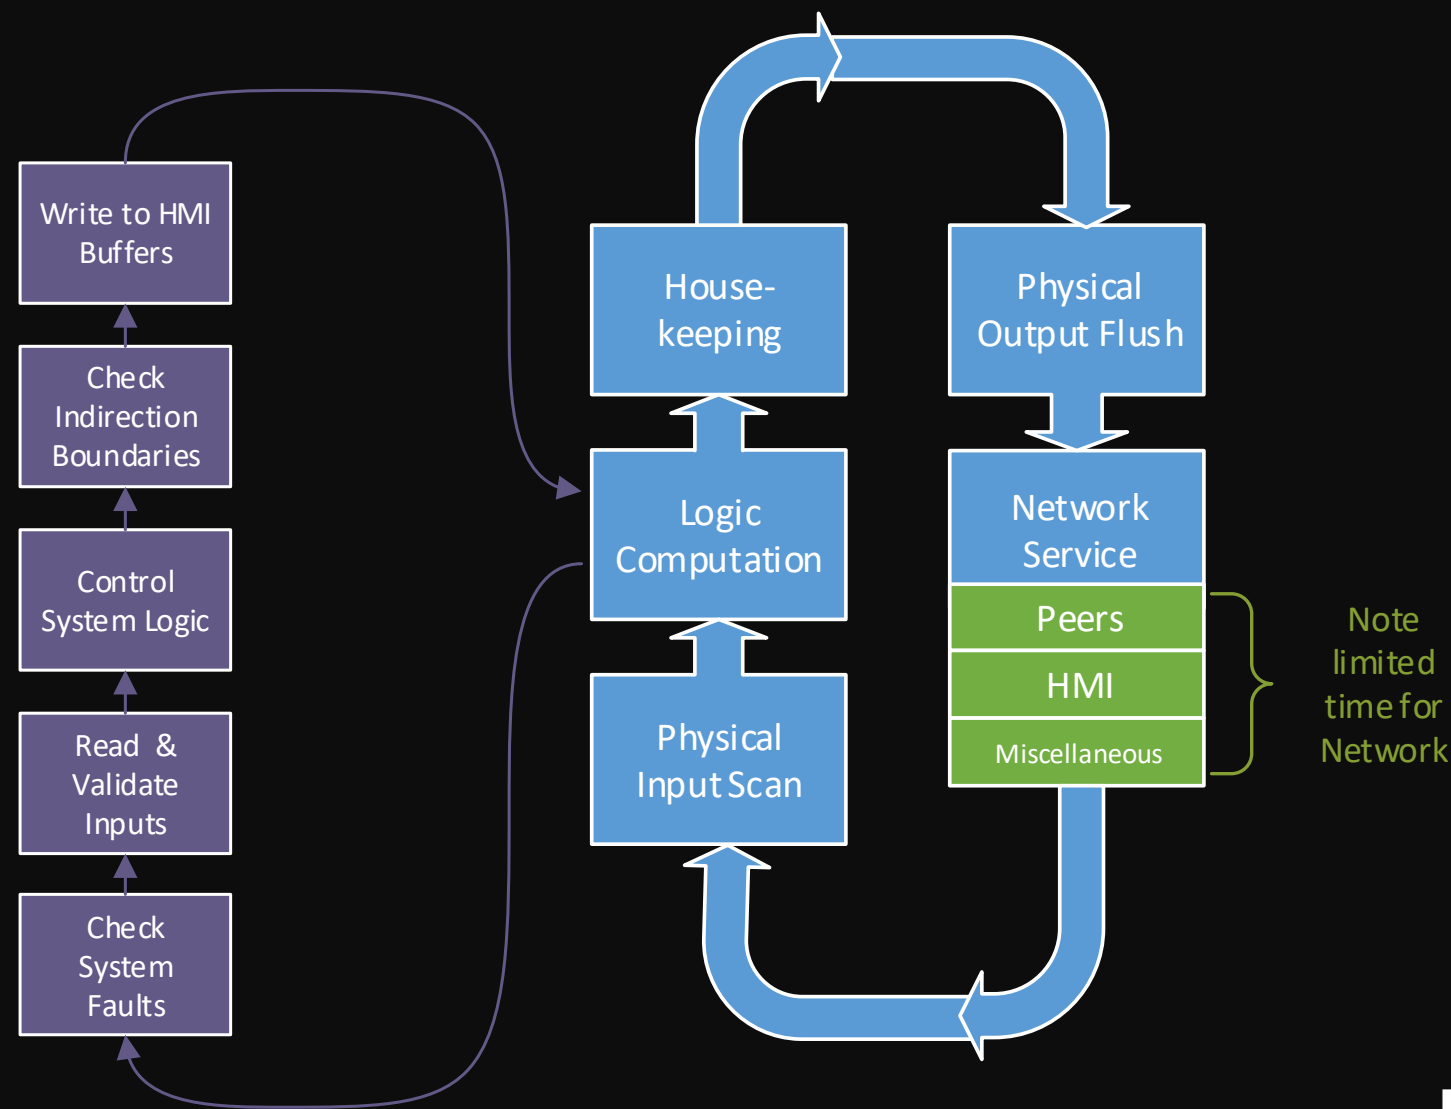 Write to HMI
Buffers
Check
Indirection
Boundaries
Control
System Logic
Read &
Validate
Inputs
Check
System
Faults
House-
keeping
Logic
Computation
Physical
Input Scan
Physical
Output Flush
Network
Service
Peers
HMI
Miscellaneous
Note
limited
time for
Network